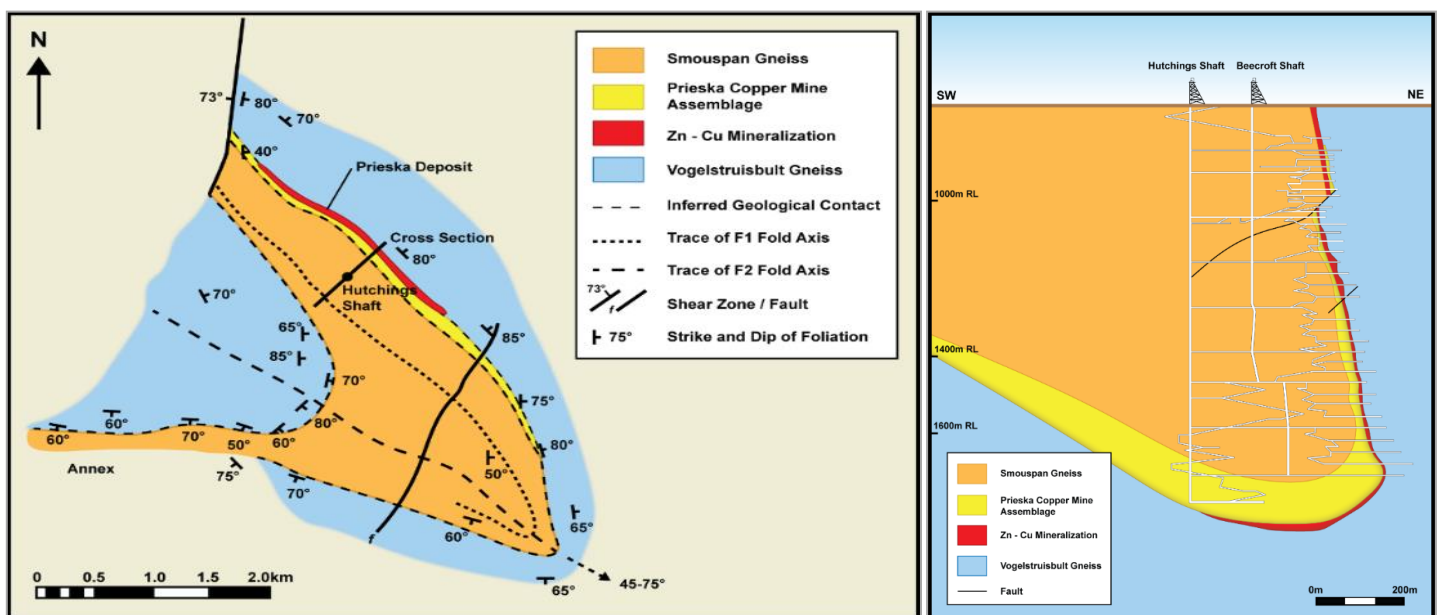 N
73°
80°
70°
40°
Prieska Deposit
Cross Section
80°
Hutchings
Shaft
70°
65°
85°
70°
85°
75°
80°
60°
60°
70°
50°
60°
80°
50°
Annex
75°
70°
60°
65°
f
65°
45-75°
0 0.5 1.0 1.5 2.0km
Smouspan Gneiss
Prieska Copper Mine
Assemblage
Zn - Cu Mineralization
Vogelstruisbult Gneiss
Inferred Geological Contact
Trace of F1 Fold Axis
Trace of F2 Fold Axis
73°
f
Shear Zone / Fault
75°
Strike and Dip of Foliation
Hutchings Shaft Beecroft Shaft
SW NE
1000m RL
1400m RL
1600m RL
Smouspan Gneiss
Prieska Copper Mine
Assemblage
Zn - Cu Mineralization
Vogelstruisbult Gneiss
Fault
0m 200m